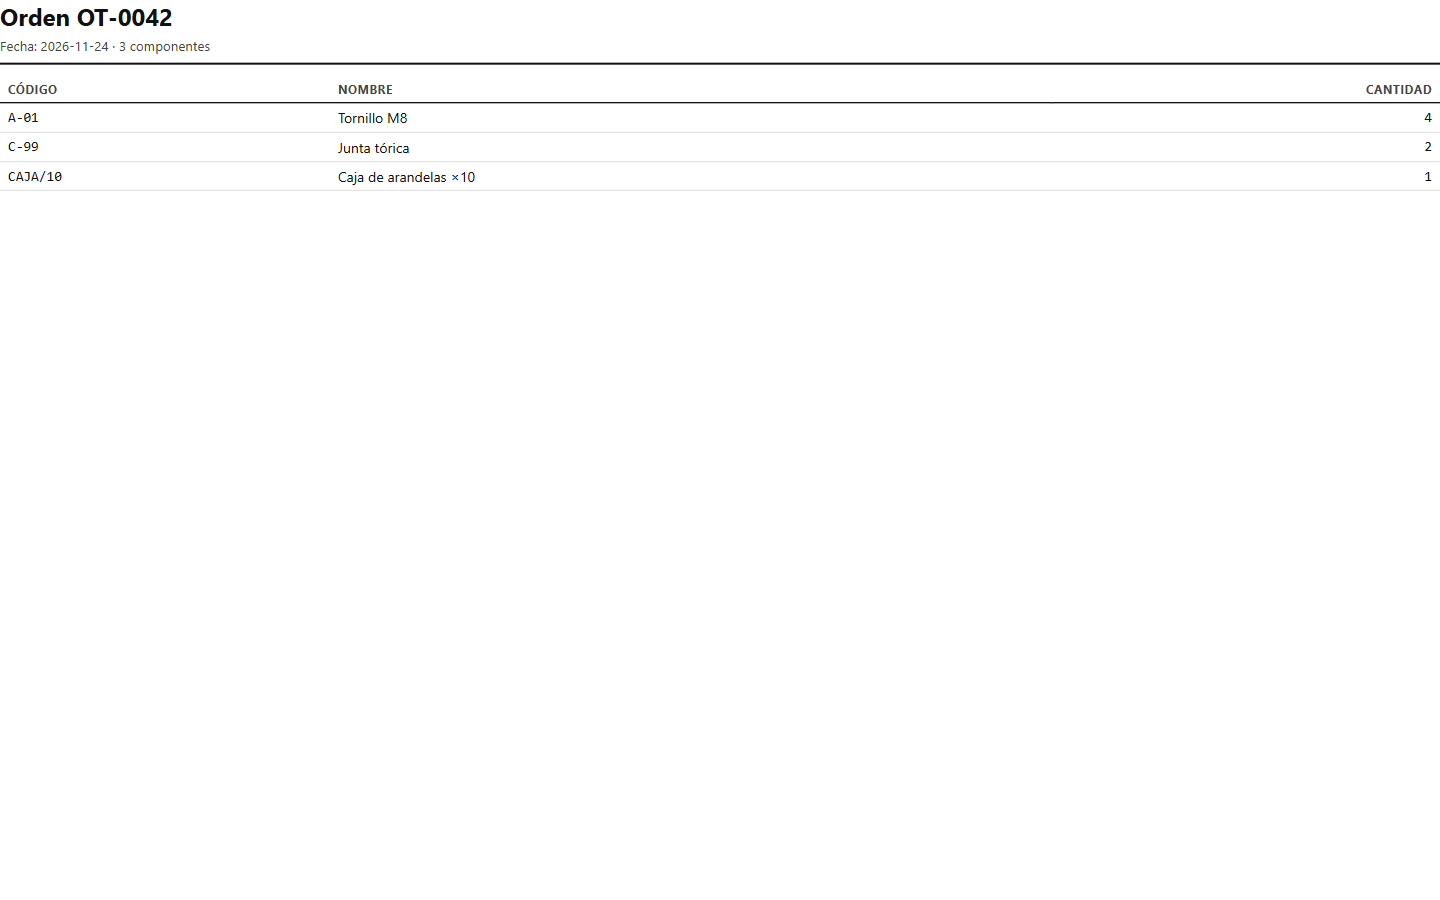 Orden OT-0042
Fecha: 2026-11-24 · 3 componentes
CÓDIGO NOMBRE CANTIDAD
A-01 Tornillo M8 4
C-99 Junta tórica 2
CAJA/10 Caja de arandelas ×10 1